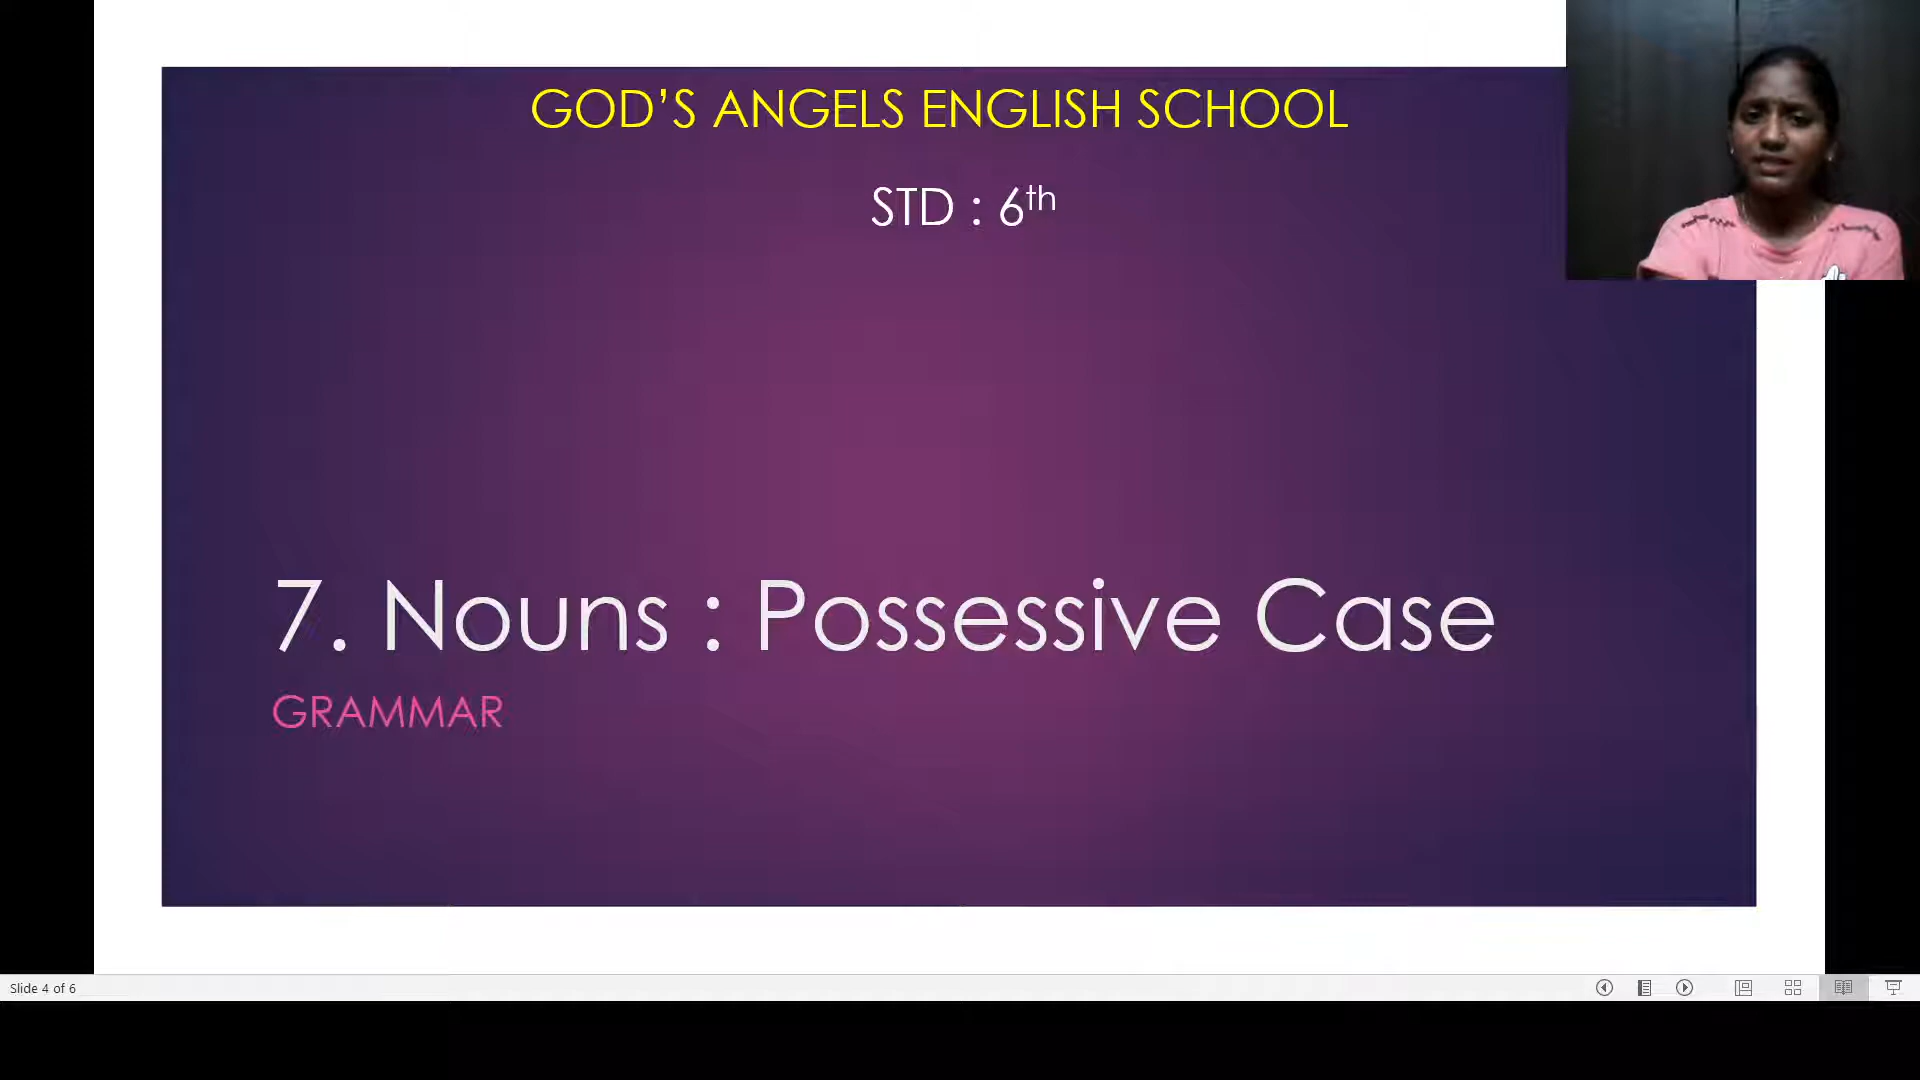 GOD’S ANGELS ENGLISH SCHOOL
STD : 6th
7. Nouns : Possessive Case
GRAMMAR
Slide 4 of 6